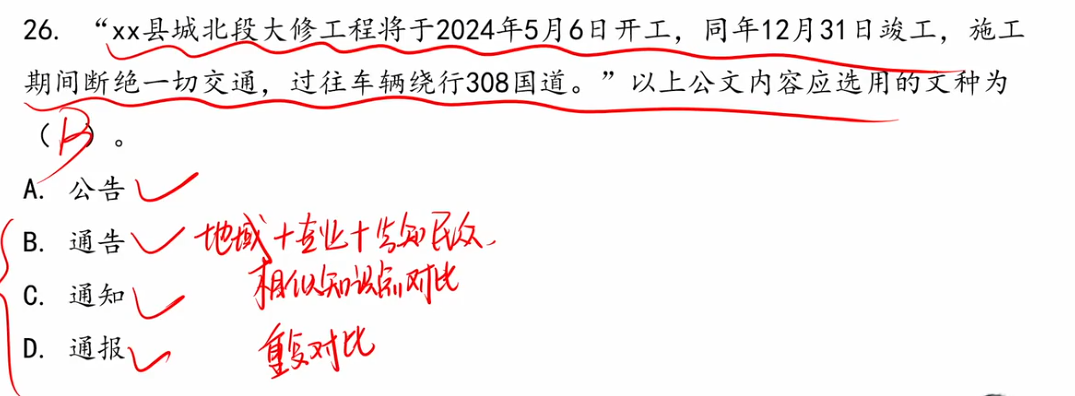 26. “xx县城北段大修工程将于2024年5月6日开工，同年12月31日竣工，施工
期间断绝一切交通，过往车辆绕行308国道。”以上公文内容应选用的文种为
（B）。
A. 公告
B. 通告 地域+专业+告知民众.
相似知识点对比
C. 通知
D. 通报
重复对比